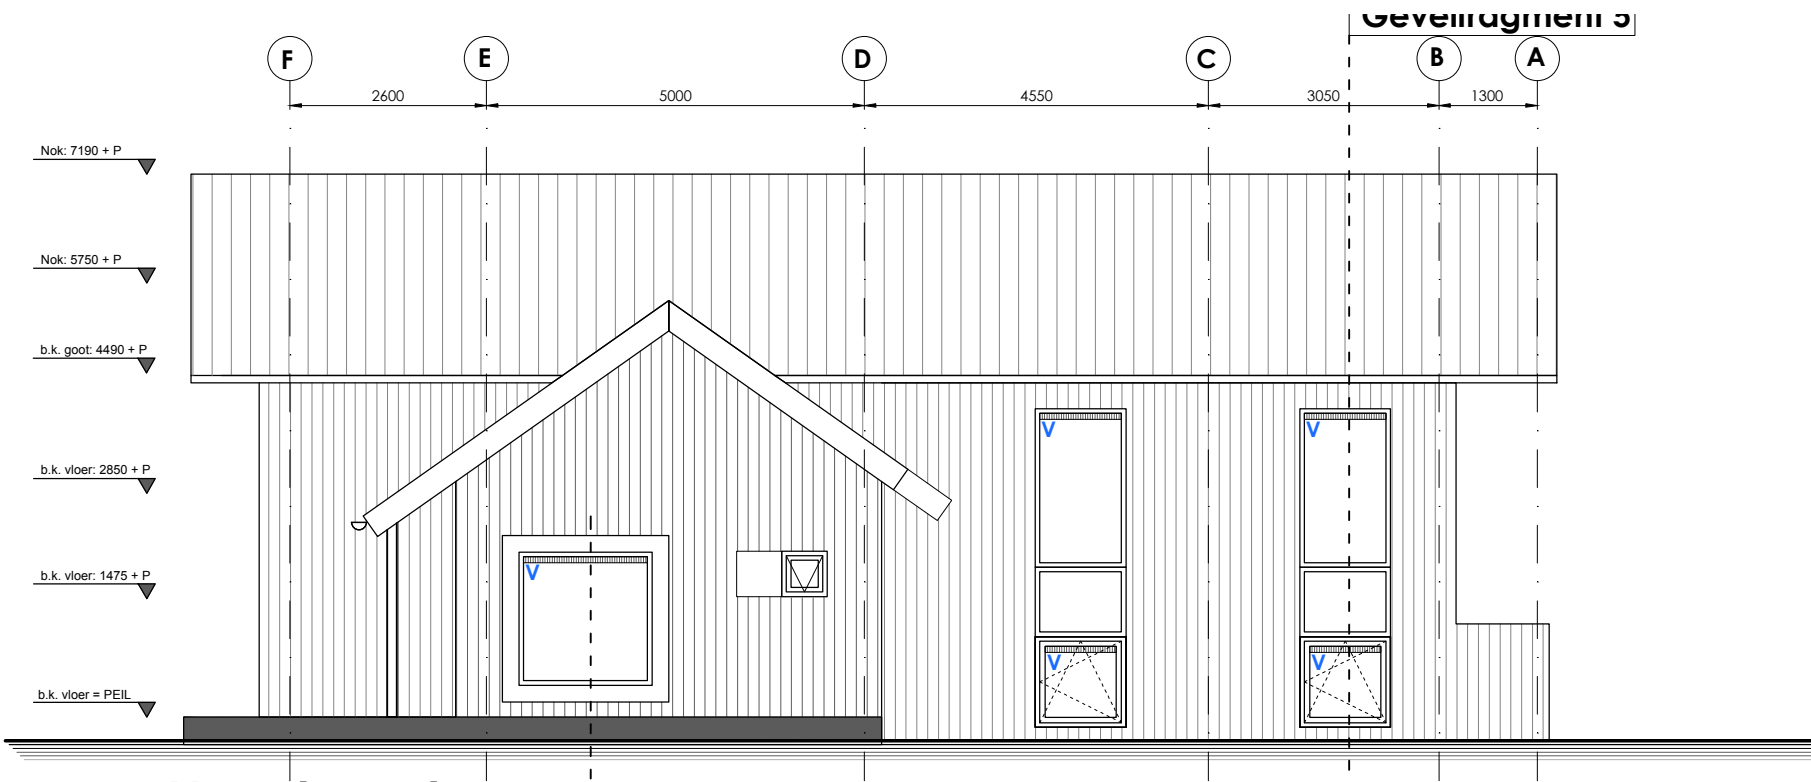 Gevelfragment 5
F E D C B A
2600 5000 4550 3050 1300
Nok: 7190 + P
Nok: 5750 + P
b.k. goot: 4490 + P
V V
b.k. vloer: 2850 + P
b.k. vloer: 1475 + P
V
V V
b.k. vloer = PEIL